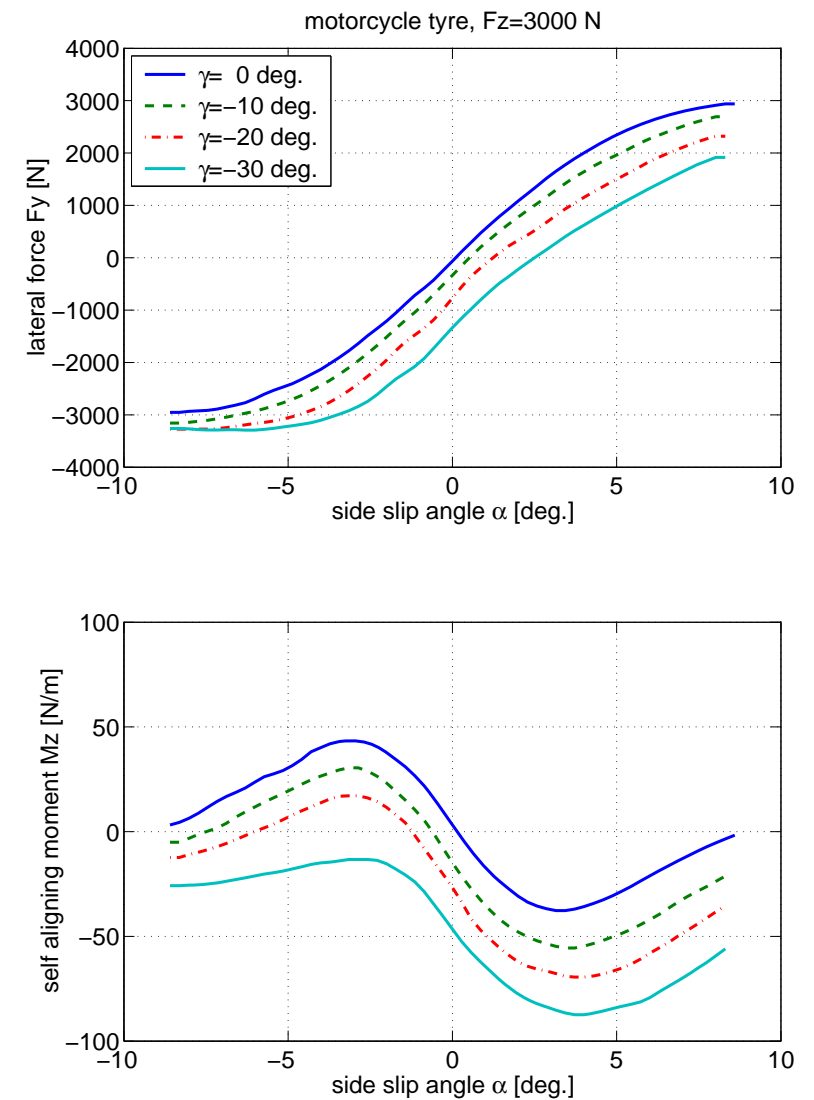 motorcycle tyre, Fz=3000 N
4000
3000
2000
1000
0
−1000
−2000
−3000
−4000
lateral force Fy [N]
γ=  0 deg.
γ=−10 deg.
γ=−20 deg.
γ=−30 deg.
−10 −5 0 5 10
side slip angle α [deg.]
100
50
0
−50
−100
self aligning moment Mz [N/m]
−10 −5 0 5 10
side slip angle α [deg.]